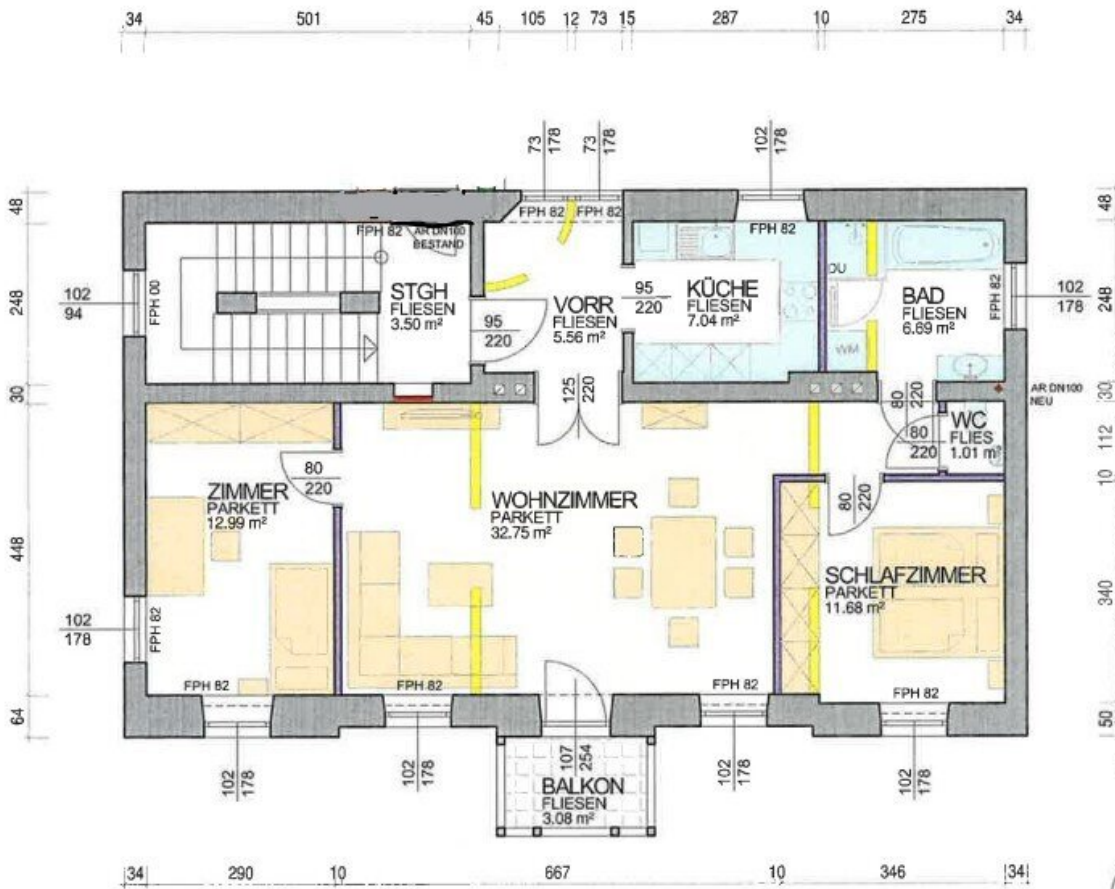 34 501 45 105 12 73 15 287 10 275 34
73
178
73
178
102
178
48
248
30
448
64
48
248
30
112
10
340
50
FPH 82 FPH 82
FPH 82
FPH 82
AR DN100
BESTAND
FPH 00
102
94
STGH
FLIESEN
3.50 m²
95
220
VORR
FLIESEN
5.56 m²
95
220
KÜCHE
FLIESEN
7.04 m²
DU
WM
BAD
FLIESEN
6.69 m²
FPH 82
102
178
125
220
80
220
AR DN100
NEU
WC
FLIES
1.01 m²
80
220
80
220
80
220
ZIMMER
PARKETT
12.99 m²
WOHNZIMMER
PARKETT
32.75 m²
SCHLAFZIMMER
PARKETT
11.68 m²
102
178
FPH 82
FPH 82
FPH 82
FPH 82
FPH 82
102
178
102
178
107
254
102
178
102
178
BALKON
FLIESEN
3.08 m²
34 290 10 667 10 346 34